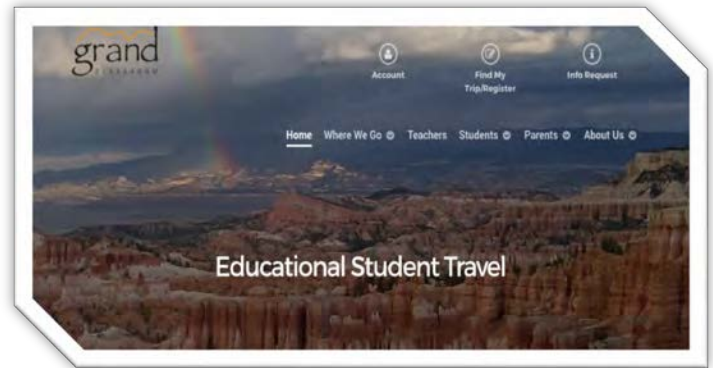 grand
CLASSROOM
Account
Find My
Trip/Register
Info Request
Home Where We Go Teachers Students Parents About Us
Educational Student Travel